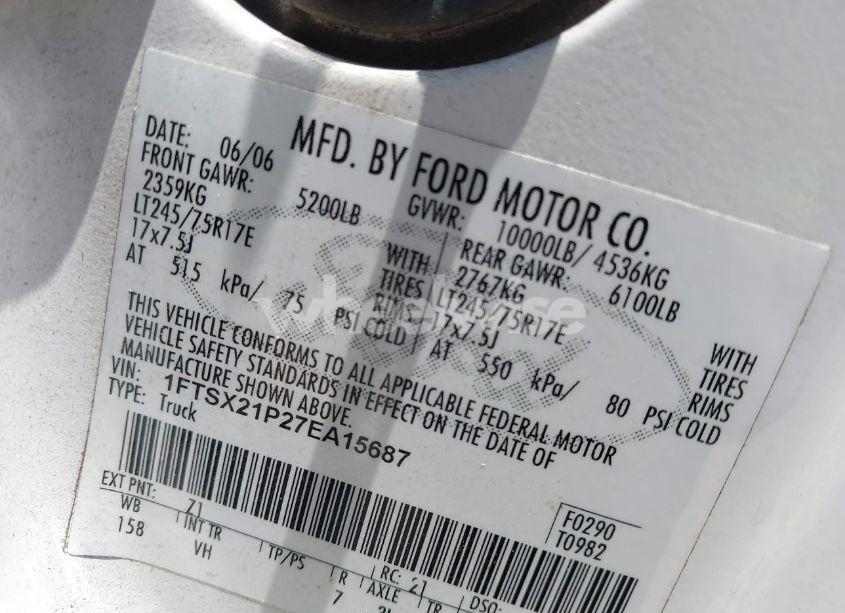 MFD. BY FORD MOTOR CO.
DATE: 06/06 GVWR: 10000LB/ 4536KG
FRONT GAWR: 5200LB REAR GAWR: 6100LB
2359KG WITH 2767KG WITH
LT245/75R17E TIRES LT245/75R17E TIRES
17x7.5J RIMS 17x7.5J RIMS
AT 515 kPa/ 75 PSI COLD AT 550 kPa/ 80 PSI COLD
THIS VEHICLE CONFORMS TO ALL APPLICABLE FEDERAL MOTOR
VEHICLE SAFETY STANDARDS IN EFFECT ON THE DATE OF
MANUFACTURE SHOWN ABOVE.
VIN: 1FTSX21P27EA15687
TYPE: Truck
F0290
T0982
EXT PNT: Z1 RC: 21 DSO:
WB INT TR TP/PS R AXLE TR
158 VH 7
wheelwise